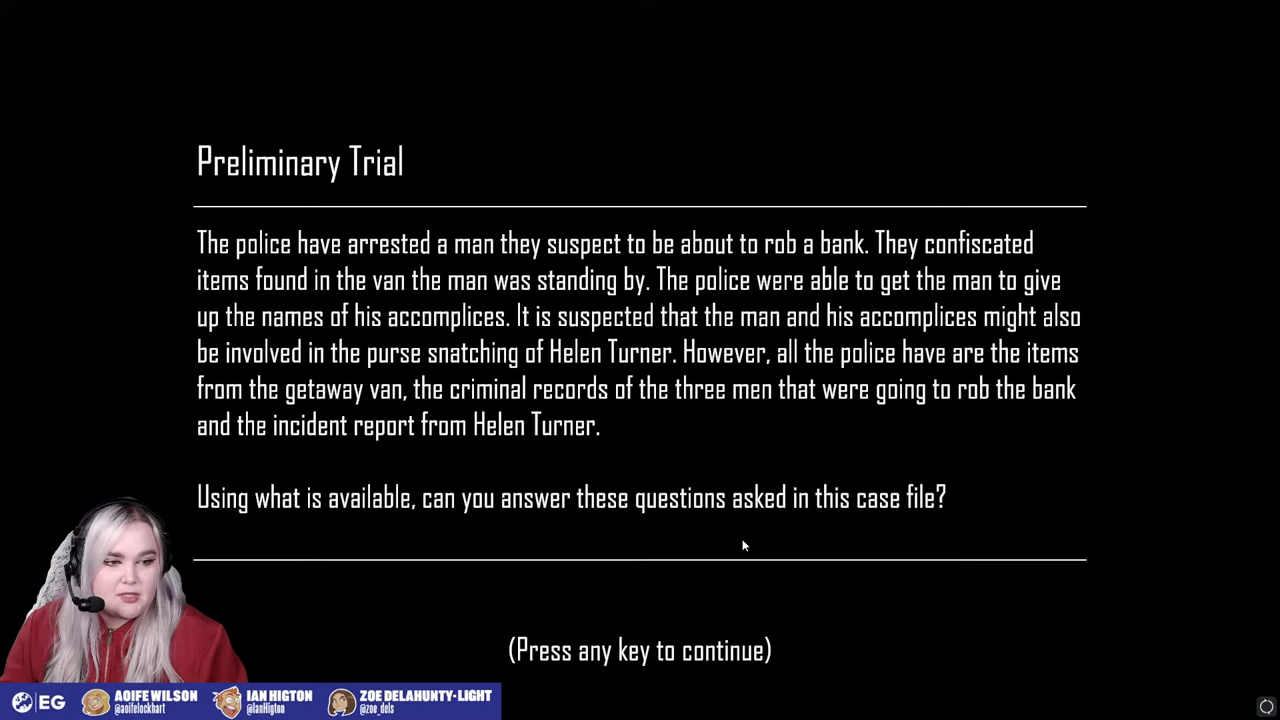 Preliminary Trial
The police have arrested a man they suspect to be about to rob a bank. They confiscated
items found in the van the man was standing by. The police were able to get the man to give
up the names of his accomplices. It is suspected that the man and his accomplices might also
be involved in the purse snatching of Helen Turner. However, all the police have are the items
from the getaway van, the criminal records of the three men that were going to rob the bank
and the incident report from Helen Turner.
Using what is available, can you answer these questions asked in this case file?
(Press any key to continue)
EG
AOIFE WILSON
@aoifelockhart
IAN HIGTON
@IanHigton
ZOE DELAHUNTY-LIGHT
@zoe_dels